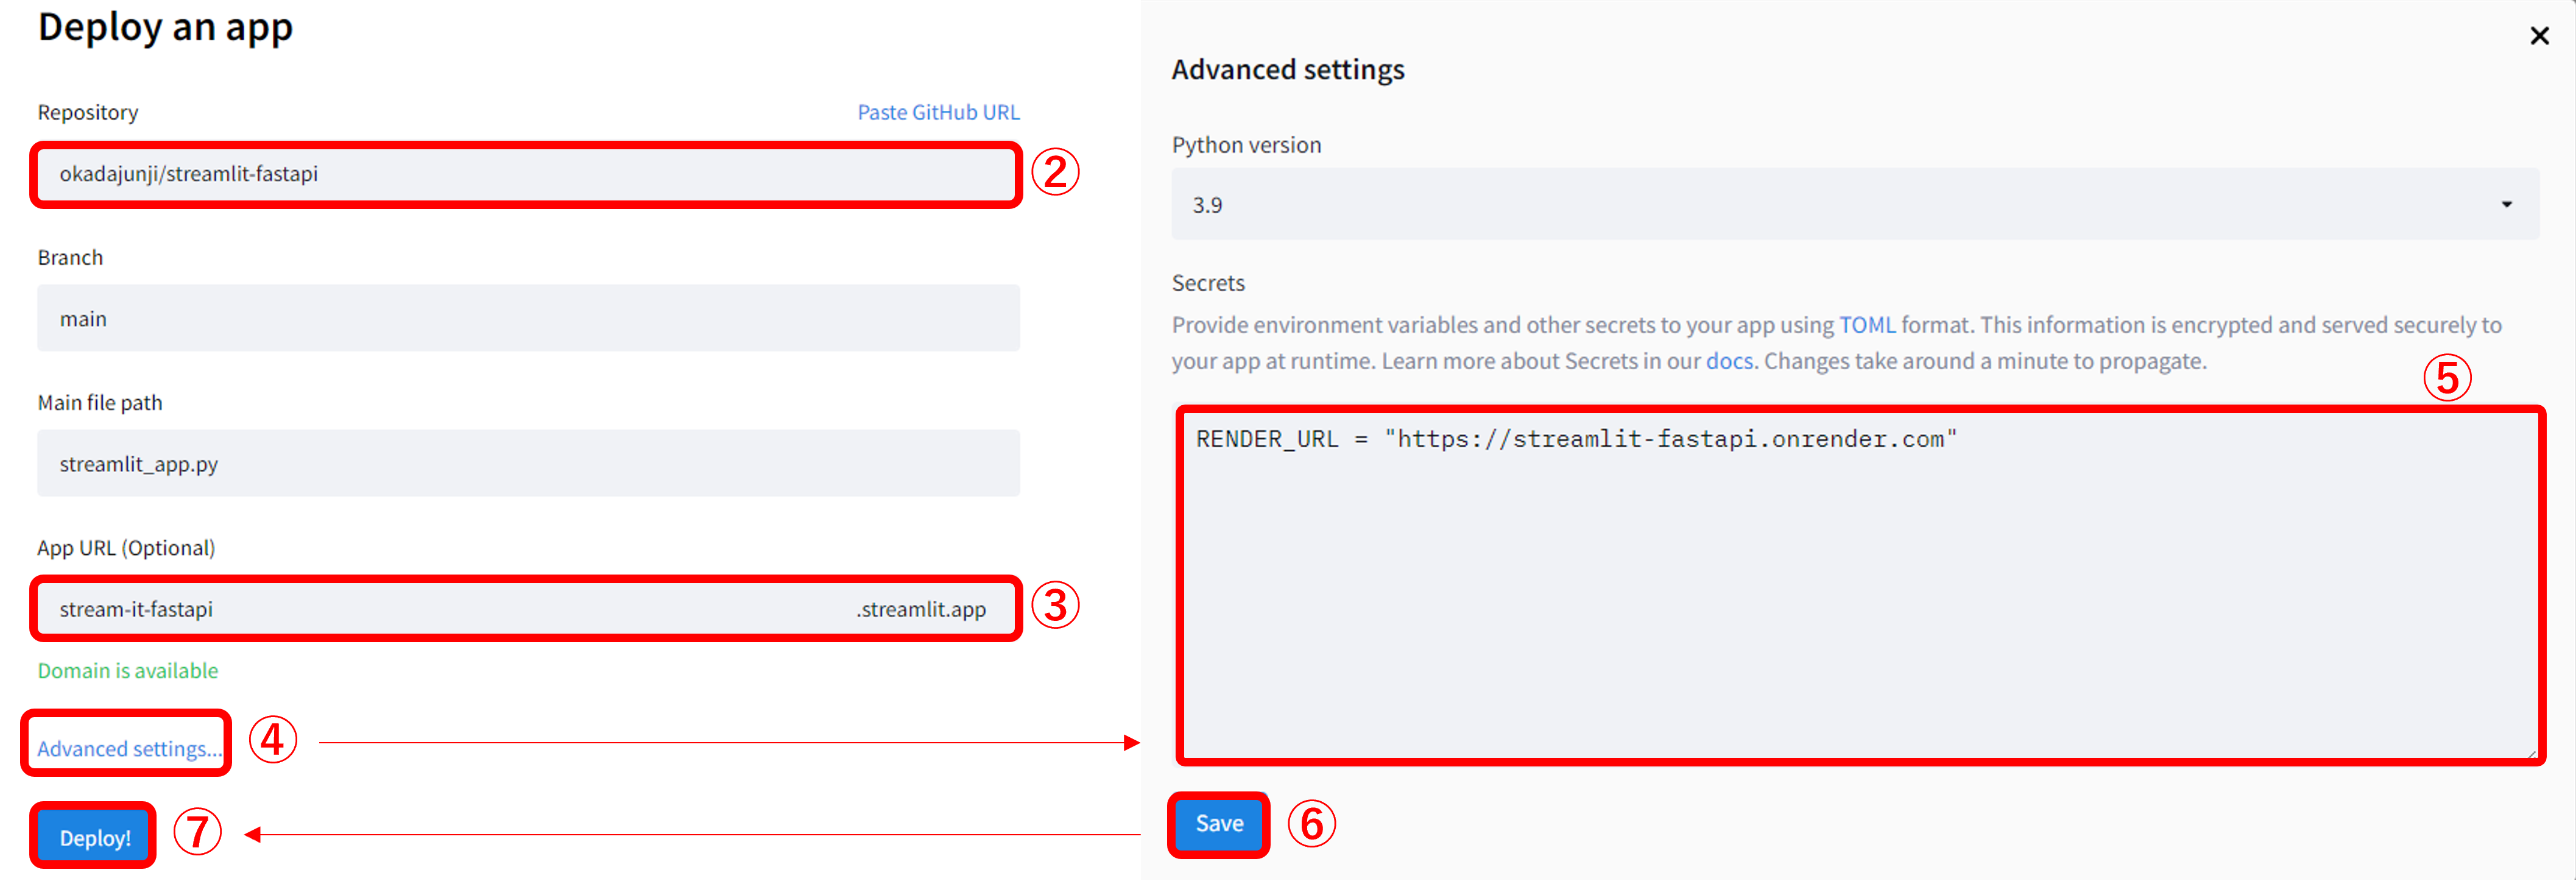 Deploy an app
Repository
Paste GitHub URL
okadajunji/streamlit-fastapi
②
Branch
main
Main file path
streamlit_app.py
App URL (Optional)
stream-it-fastapi
.streamlit.app
③
Domain is available
Advanced settings...
④
Deploy!
⑦
Advanced settings
Python version
3.9
Secrets
Provide environment variables and other secrets to your app using TOML format. This information is encrypted and served securely to
your app at runtime. Learn more about Secrets in our docs. Changes take around a minute to propagate.
⑤
RENDER_URL = "https://streamlit-fastapi.onrender.com"
Save
⑥